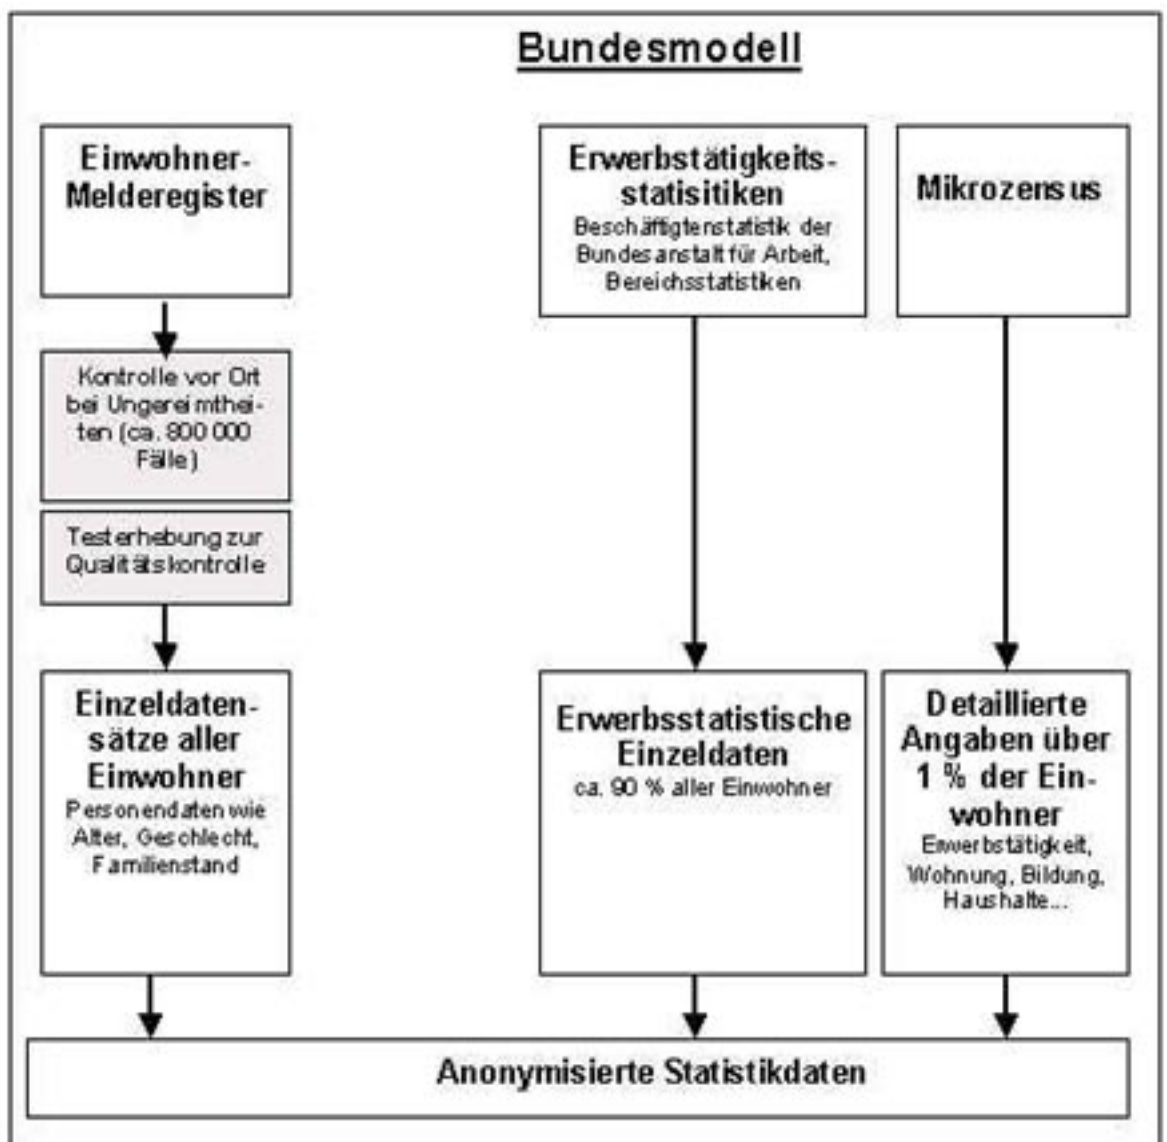 Bundesmodell
Einwohner-
Melderegister
Kontrolle vor Ort
bei Ungereimthei-
ten (ca. 800 000
Fälle)
Testerhebung zur
Qualitätskontrolle
Einzeldaten-
sätze aller
Einwohner
Personendaten wie
Alter, Geschlecht,
Familienstand
Erwerbstätigkeits-
statisitiken
Beschäftigtenstatistik der
Bundesanstalt für Arbeit,
Bereichsstatistiken
Erwerbsstatistische
Einzeldaten
ca. 90 % aller Einwohner
Mikrozensus
Detaillierte
Angaben über
1 % der Ein-
wohner
Erwerbstätigkeit,
Wohnung, Bildung,
Haushalte...
Anonymisierte Statistikdaten